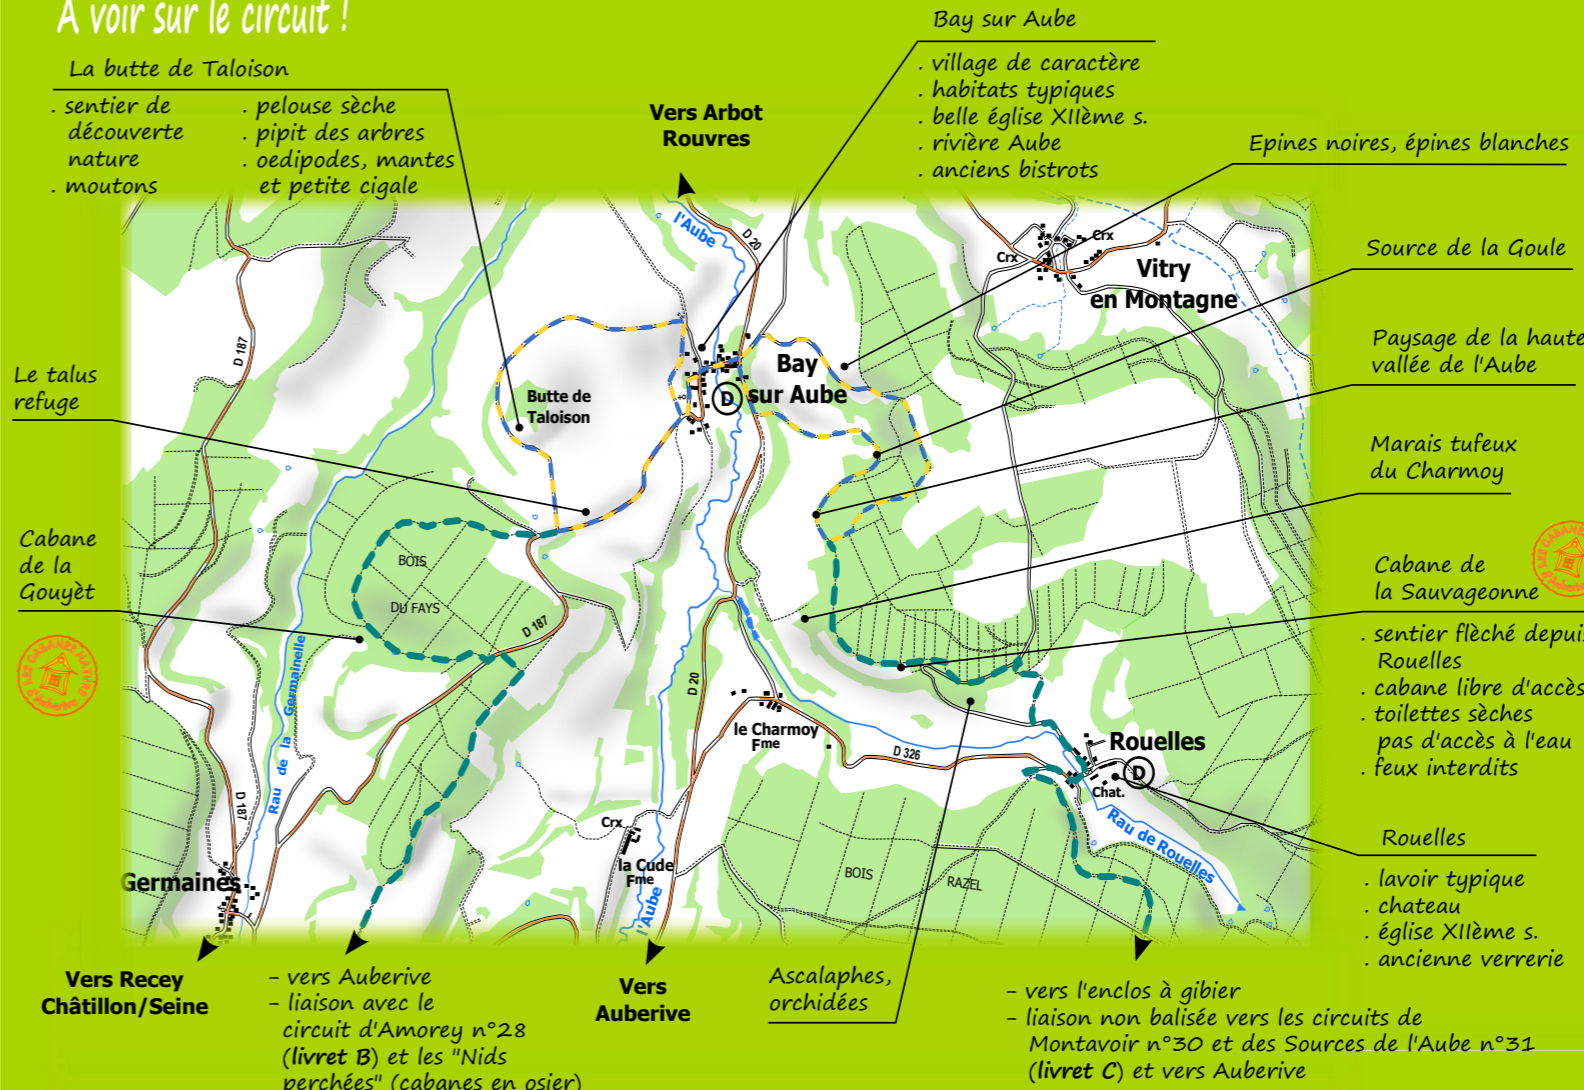 A voir sur le circuit !
La butte de Taloison
. sentier de
découverte
nature
. moutons
. pelouse sèche
. pipit des arbres
. oedipodes, mantes
et petite cigale
Vers Arbot
Rouvres
Bay sur Aube
. village de caractère
. habitats typiques
. belle église XIIème s.
. rivière Aube
. anciens bistrots
Epines noires, épines blanches
Source de la Goule
Paysage de la haute
vallée de l'Aube
Marais tufeux
du Charmoy
Cabane de
la Sauvageonne
. sentier flèché depuis
Rouelles
. cabane libre d'accès
. toilettes sèches
pas d'accès à l'eau
. feux interdits
Rouelles
. lavoir typique
. chateau
. église XIIème s.
. ancienne verrerie
Le talus
refuge
Cabane
de la
Gouyèt
LES CABANES NATURE
d'Auberive
l'Aube
D 20
D 187
Crx
Crx
Vitry
en Montagne
Butte de
Taloison
Bay
sur Aube
D
BOIS
DU FAYS
D 187
Rau de la Germainelle
D 20
le Charmoy
Fme
D 326
Rouelles
D
Chat.
Rau de Rouelles
D 187
Crx
la Cude
Fme
l'Aube
BOIS
RAZEL
Germaines
Vers Recey
Châtillon/Seine
- vers Auberive
- liaison avec le
circuit d'Amorey n°28
(livret B) et les "Nids
perchées" (cabanes en osier)
Vers
Auberive
Ascalaphes,
orchidées
- vers l'enclos à gibier
- liaison non balisée vers les circuits de
Montavoir n°30 et des Sources de l'Aube n°31
(livret C) et vers Auberive